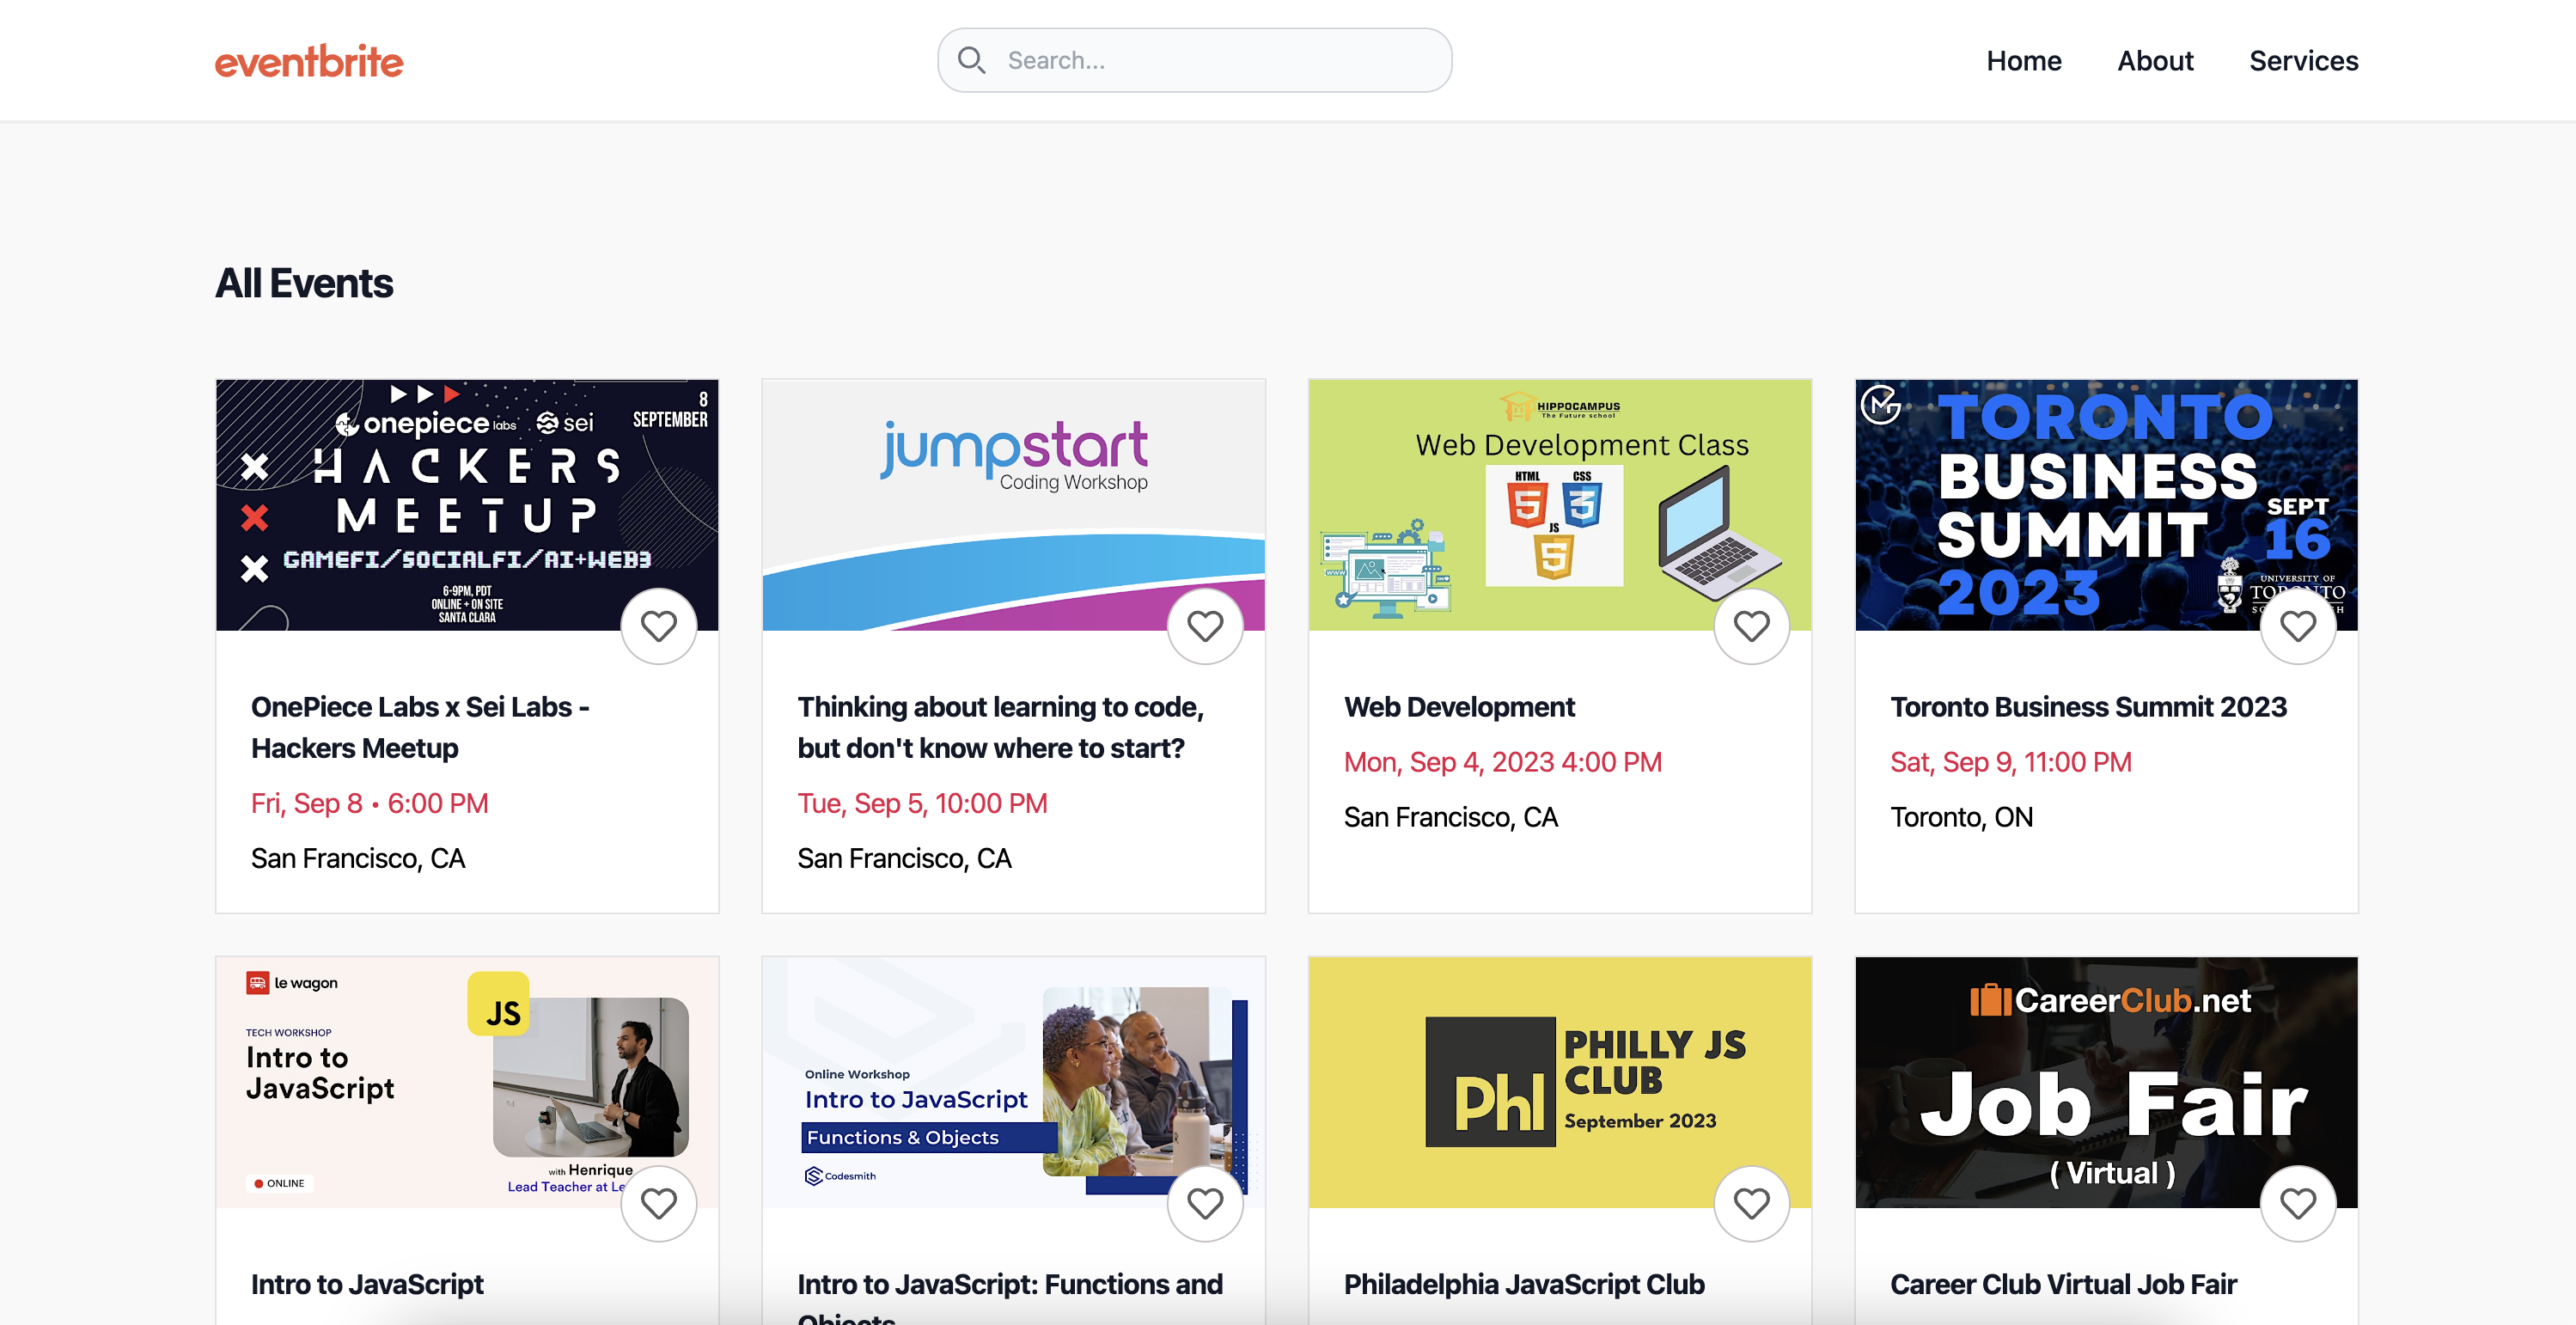 eventbrite
Search...
Home
About
Services
All Events
8
SEPTEMBER
onepiece labs
sei
HACKERS
MEETUP
GAMEFI/SOCIALFI/AI+WEB3
6-9PM, PDT
ONLINE + ON SITE
SANTA CLARA
OnePiece Labs x Sei Labs -
Hackers Meetup
Fri, Sep 8 • 6:00 PM
San Francisco, CA
jumpstart
Coding Workshop
Thinking about learning to code,
but don't know where to start?
Tue, Sep 5, 10:00 PM
San Francisco, CA
HIPPOCAMPUS
The Future school
Web Development Class
HTML
5
CSS
3
JS
5
WWW
Web Development
Mon, Sep 4, 2023 4:00 PM
San Francisco, CA
TORONTO
BUSINESS
SUMMIT
2023
SEPT
16
UNIVERSITY OF
Toronto Business Summit 2023
Sat, Sep 9, 11:00 PM
Toronto, ON
le wagon
JS
TECH WORKSHOP
Intro to
JavaScript
ONLINE
with Henrique
Lead Teacher at Le
Intro to JavaScript
Online Workshop
Intro to JavaScript
Functions & Objects
Codesmith
Intro to JavaScript: Functions and
Objects
Phl
PHILLY JS
CLUB
September 2023
Philadelphia JavaScript Club
CareerClub.net
Job Fair
( Virtual )
Career Club Virtual Job Fair